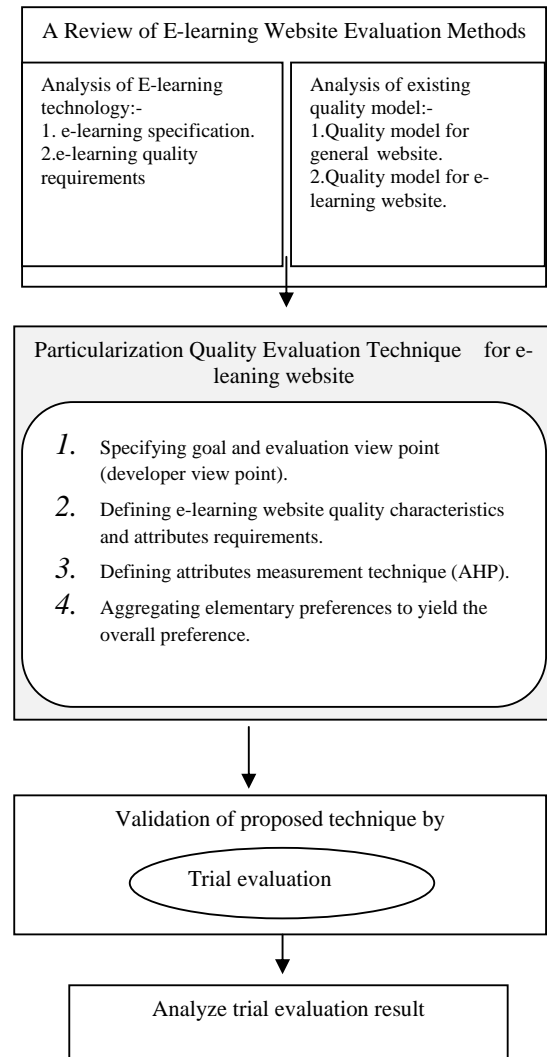 A Review of E-learning Website Evaluation Methods
Analysis of E-learning
technology:-
1. e-learning specification.
2.e-learning quality
requirements
Analysis of existing
quality model:-
1.Quality model for
general website.
2.Quality model for e-
learning website.
Particularization Quality Evaluation Technique for e-
leaning website
1. Specifying goal and evaluation view point
(developer view point).
2. Defining e-learning website quality characteristics
and attributes requirements.
3. Defining attributes measurement technique (AHP).
4. Aggregating elementary preferences to yield the
overall preference.
Validation of proposed technique by
Trial evaluation
Analyze trial evaluation result